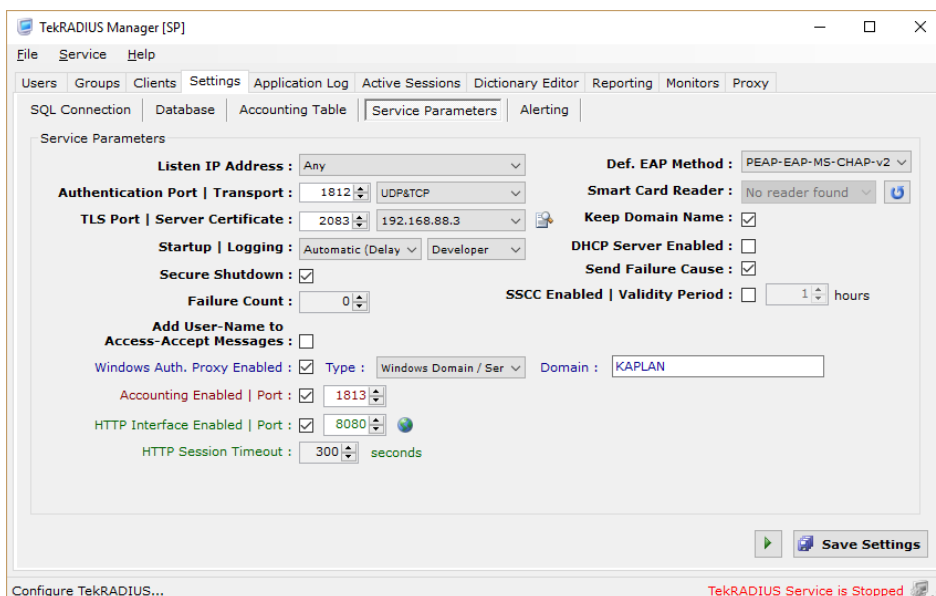 TekRADIUS Manager [SP]
File Service Help
Users Groups Clients Settings Application Log Active Sessions Dictionary Editor Reporting Monitors Proxy
SQL Connection Database Accounting Table Service Parameters Alerting
Service Parameters
Listen IP Address : Any
Def. EAP Method : PEAP-EAP-MS-CHAP-v2
Authentication Port | Transport : 1812 UDP&TCP
Smart Card Reader : No reader found
TLS Port | Server Certificate : 2083 192.168.88.3
Keep Domain Name :
Startup | Logging : Automatic (Delay Developer
DHCP Server Enabled :
Secure Shutdown :
Send Failure Cause :
Failure Count : 0
SSCC Enabled | Validity Period : 1 hours
Add User-Name to
Access-Accept Messages :
Windows Auth. Proxy Enabled : Type : Windows Domain / Ser Domain : KAPLAN
Accounting Enabled | Port : 1813
HTTP Interface Enabled | Port : 8080
HTTP Session Timeout : 300 seconds
Save Settings
Configure TekRADIUS... TekRADIUS Service is Stopped